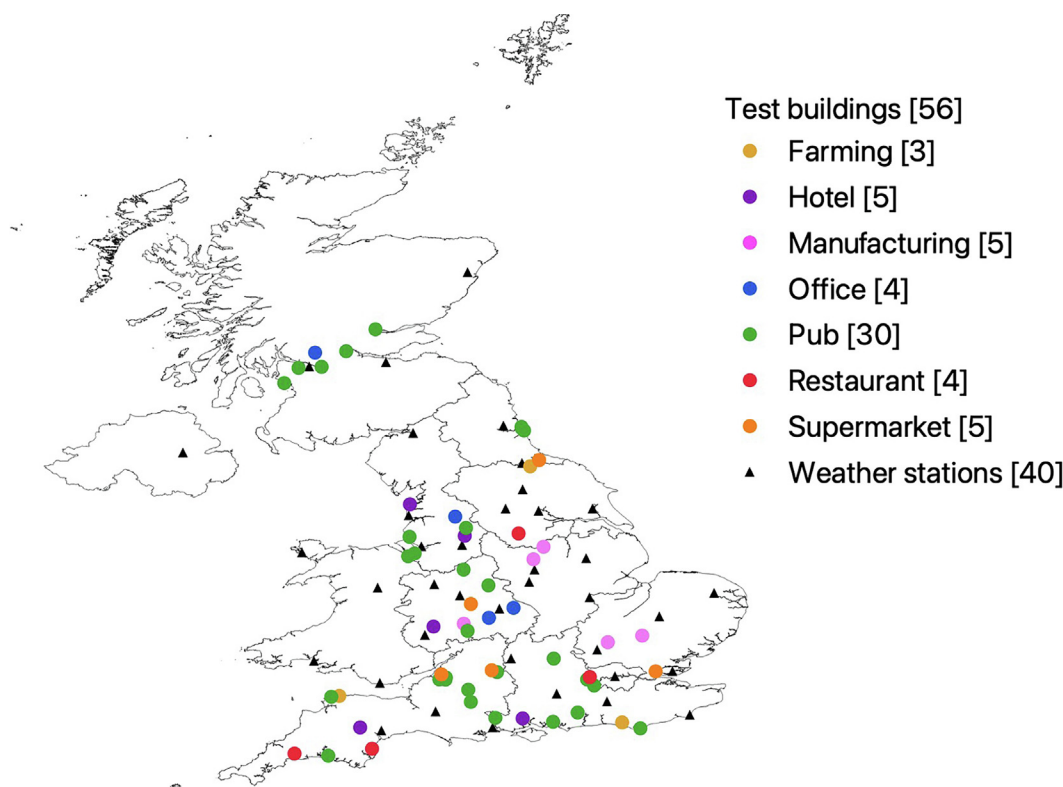 Test buildings [56]
Farming [3]
Hotel [5]
Manufacturing [5]
Office [4]
Pub [30]
Restaurant [4]
Supermarket [5]
Weather stations [40]